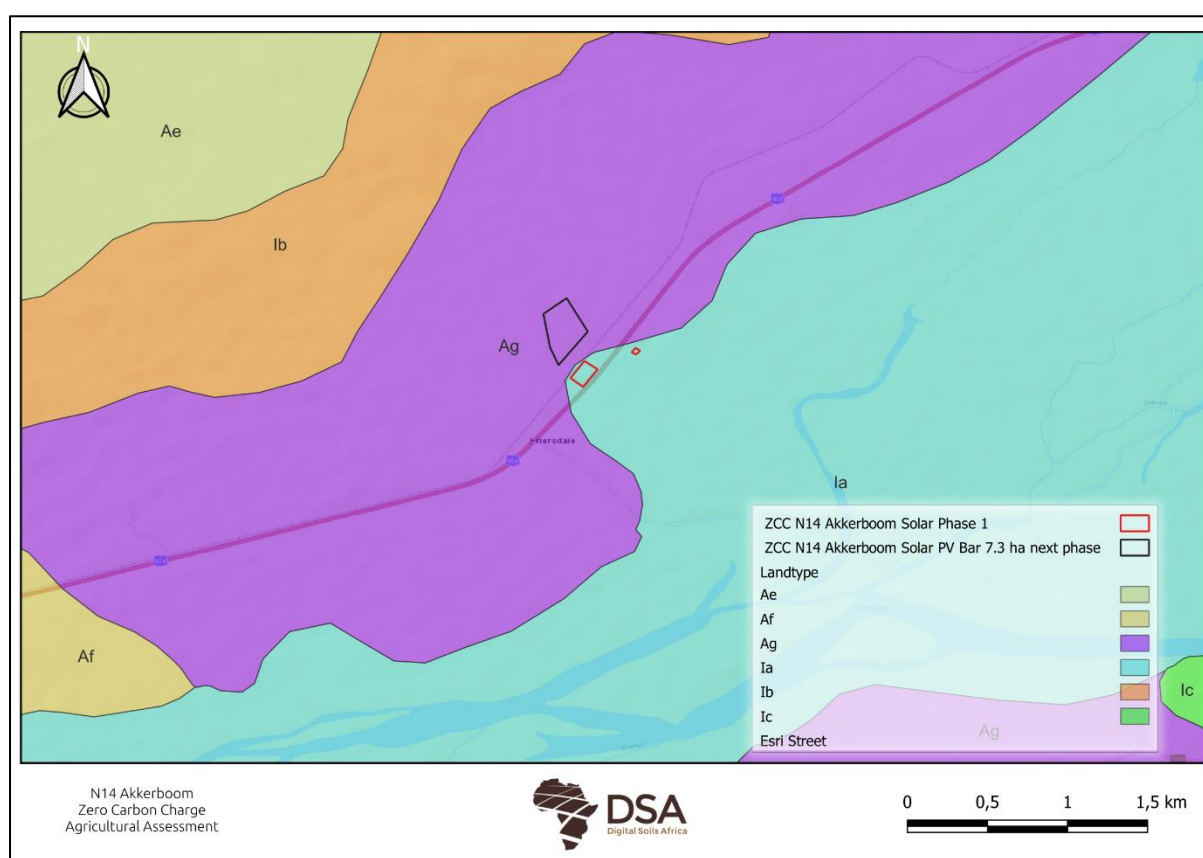 N
Ae
Ib
Ag
Ia
Af
Ag
Ic
ZCC N14 Akkerboom Solar Phase 1
ZCC N14 Akkerboom Solar PV Bar 7.3 ha next phase
Landtype
Ae
Af
Ag
Ia
Ib
Ic
Esri Street
N14 Akkerboom
Zero Carbon Charge
Agricultural Assessment
DSA
Digital Soils Africa
0 0,5 1 1,5 km